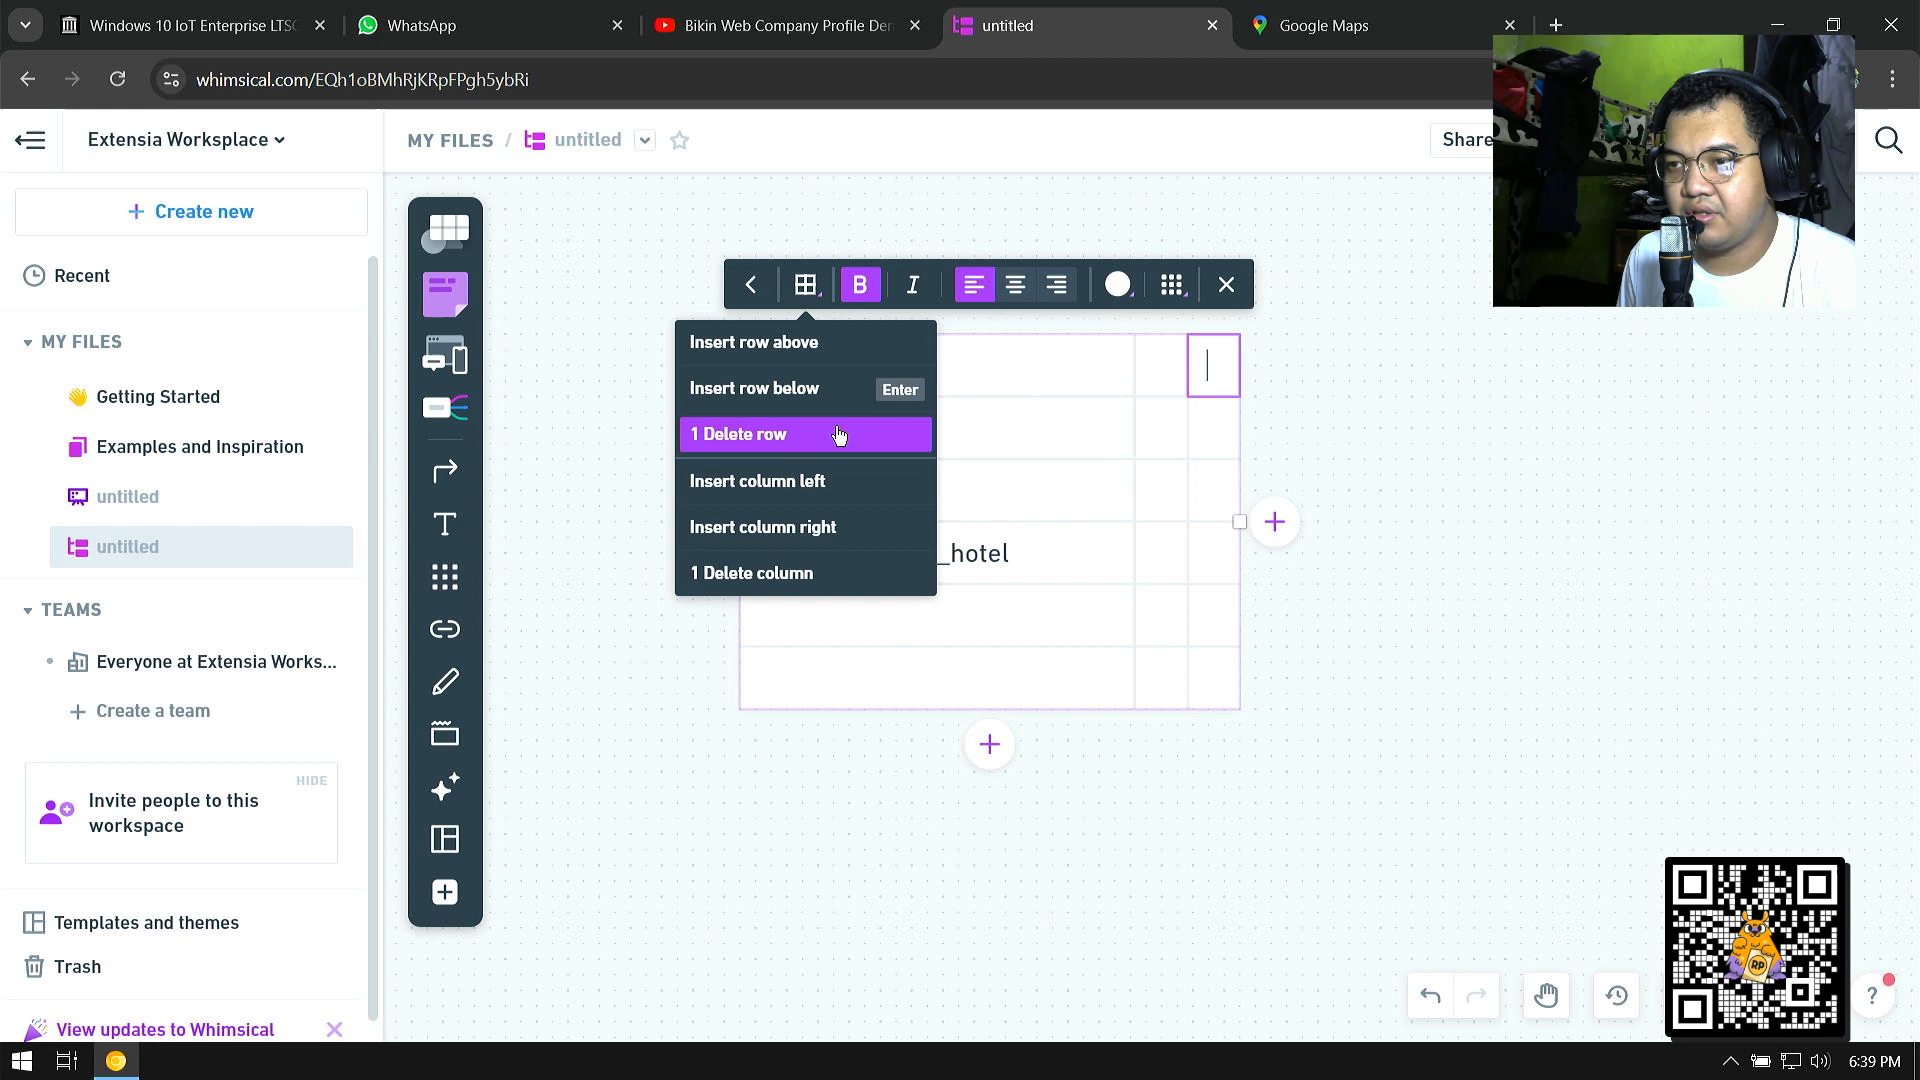 Windows 10 IoT Enterprise LTSC
WhatsApp
Bikin Web Company Profile Den
untitled
Google Maps
whimsical.com/EQh1oBMhRjKRpFPgh5ybRi
Extensia Worksplace
MY FILES / untitled
Share
+ Create new
Recent
MY FILES
Getting Started
Examples and Inspiration
untitled
untitled
TEAMS
Everyone at Extensia Works...
+ Create a team
HIDE
Invite people to this
workspace
Templates and themes
Trash
View updates to Whimsical
B I
Insert row above
Insert row below Enter
1 Delete row
Insert column left
Insert column right
1 Delete column
_hotel
T
RP
?
6:39 PM